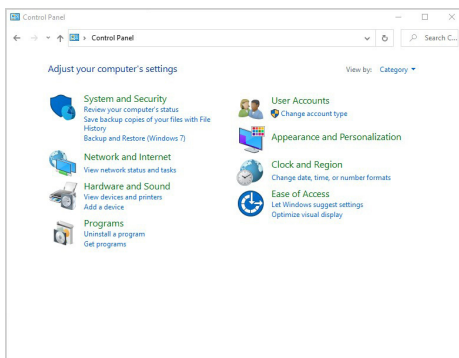 Control Panel
Control Panel
Search C...
Adjust your computer's settings
View by: Category
System and Security
Review your computer's status
Save backup copies of your files with File
History
Backup and Restore (Windows 7)
Network and Internet
View network status and tasks
Hardware and Sound
View devices and printers
Add a device
Programs
Uninstall a program
Get programs
User Accounts
Change account type
Appearance and Personalization
Clock and Region
Change date, time, or number formats
Ease of Access
Let Windows suggest settings
Optimize visual display